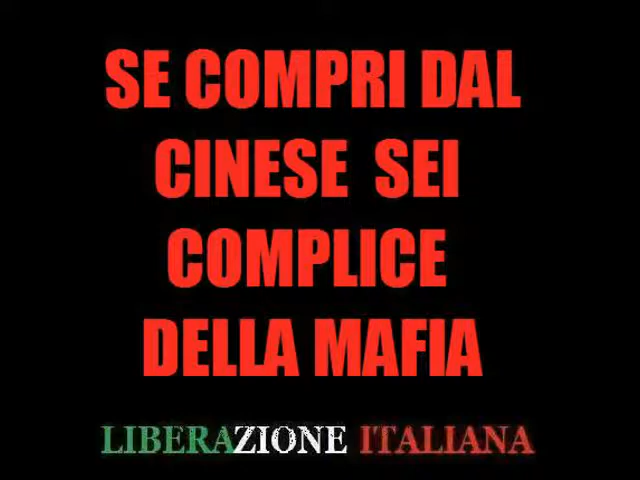 SE COMPRI DAL
CINESE SEI
COMPLICE
DELLA MAFIA
LIBERAZIONE ITALIANA